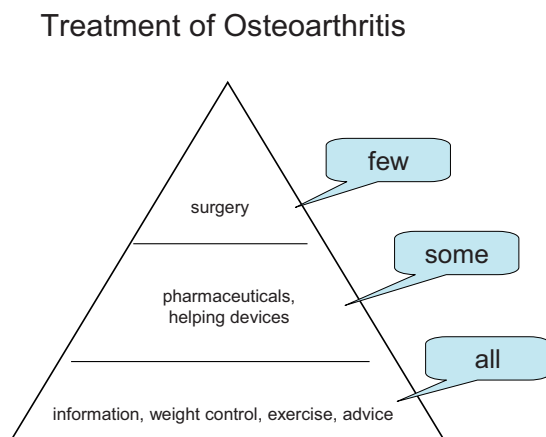 Treatment of Osteoarthritis
few
surgery
some
pharmaceuticals,
helping devices
all
information, weight control, exercise, advice